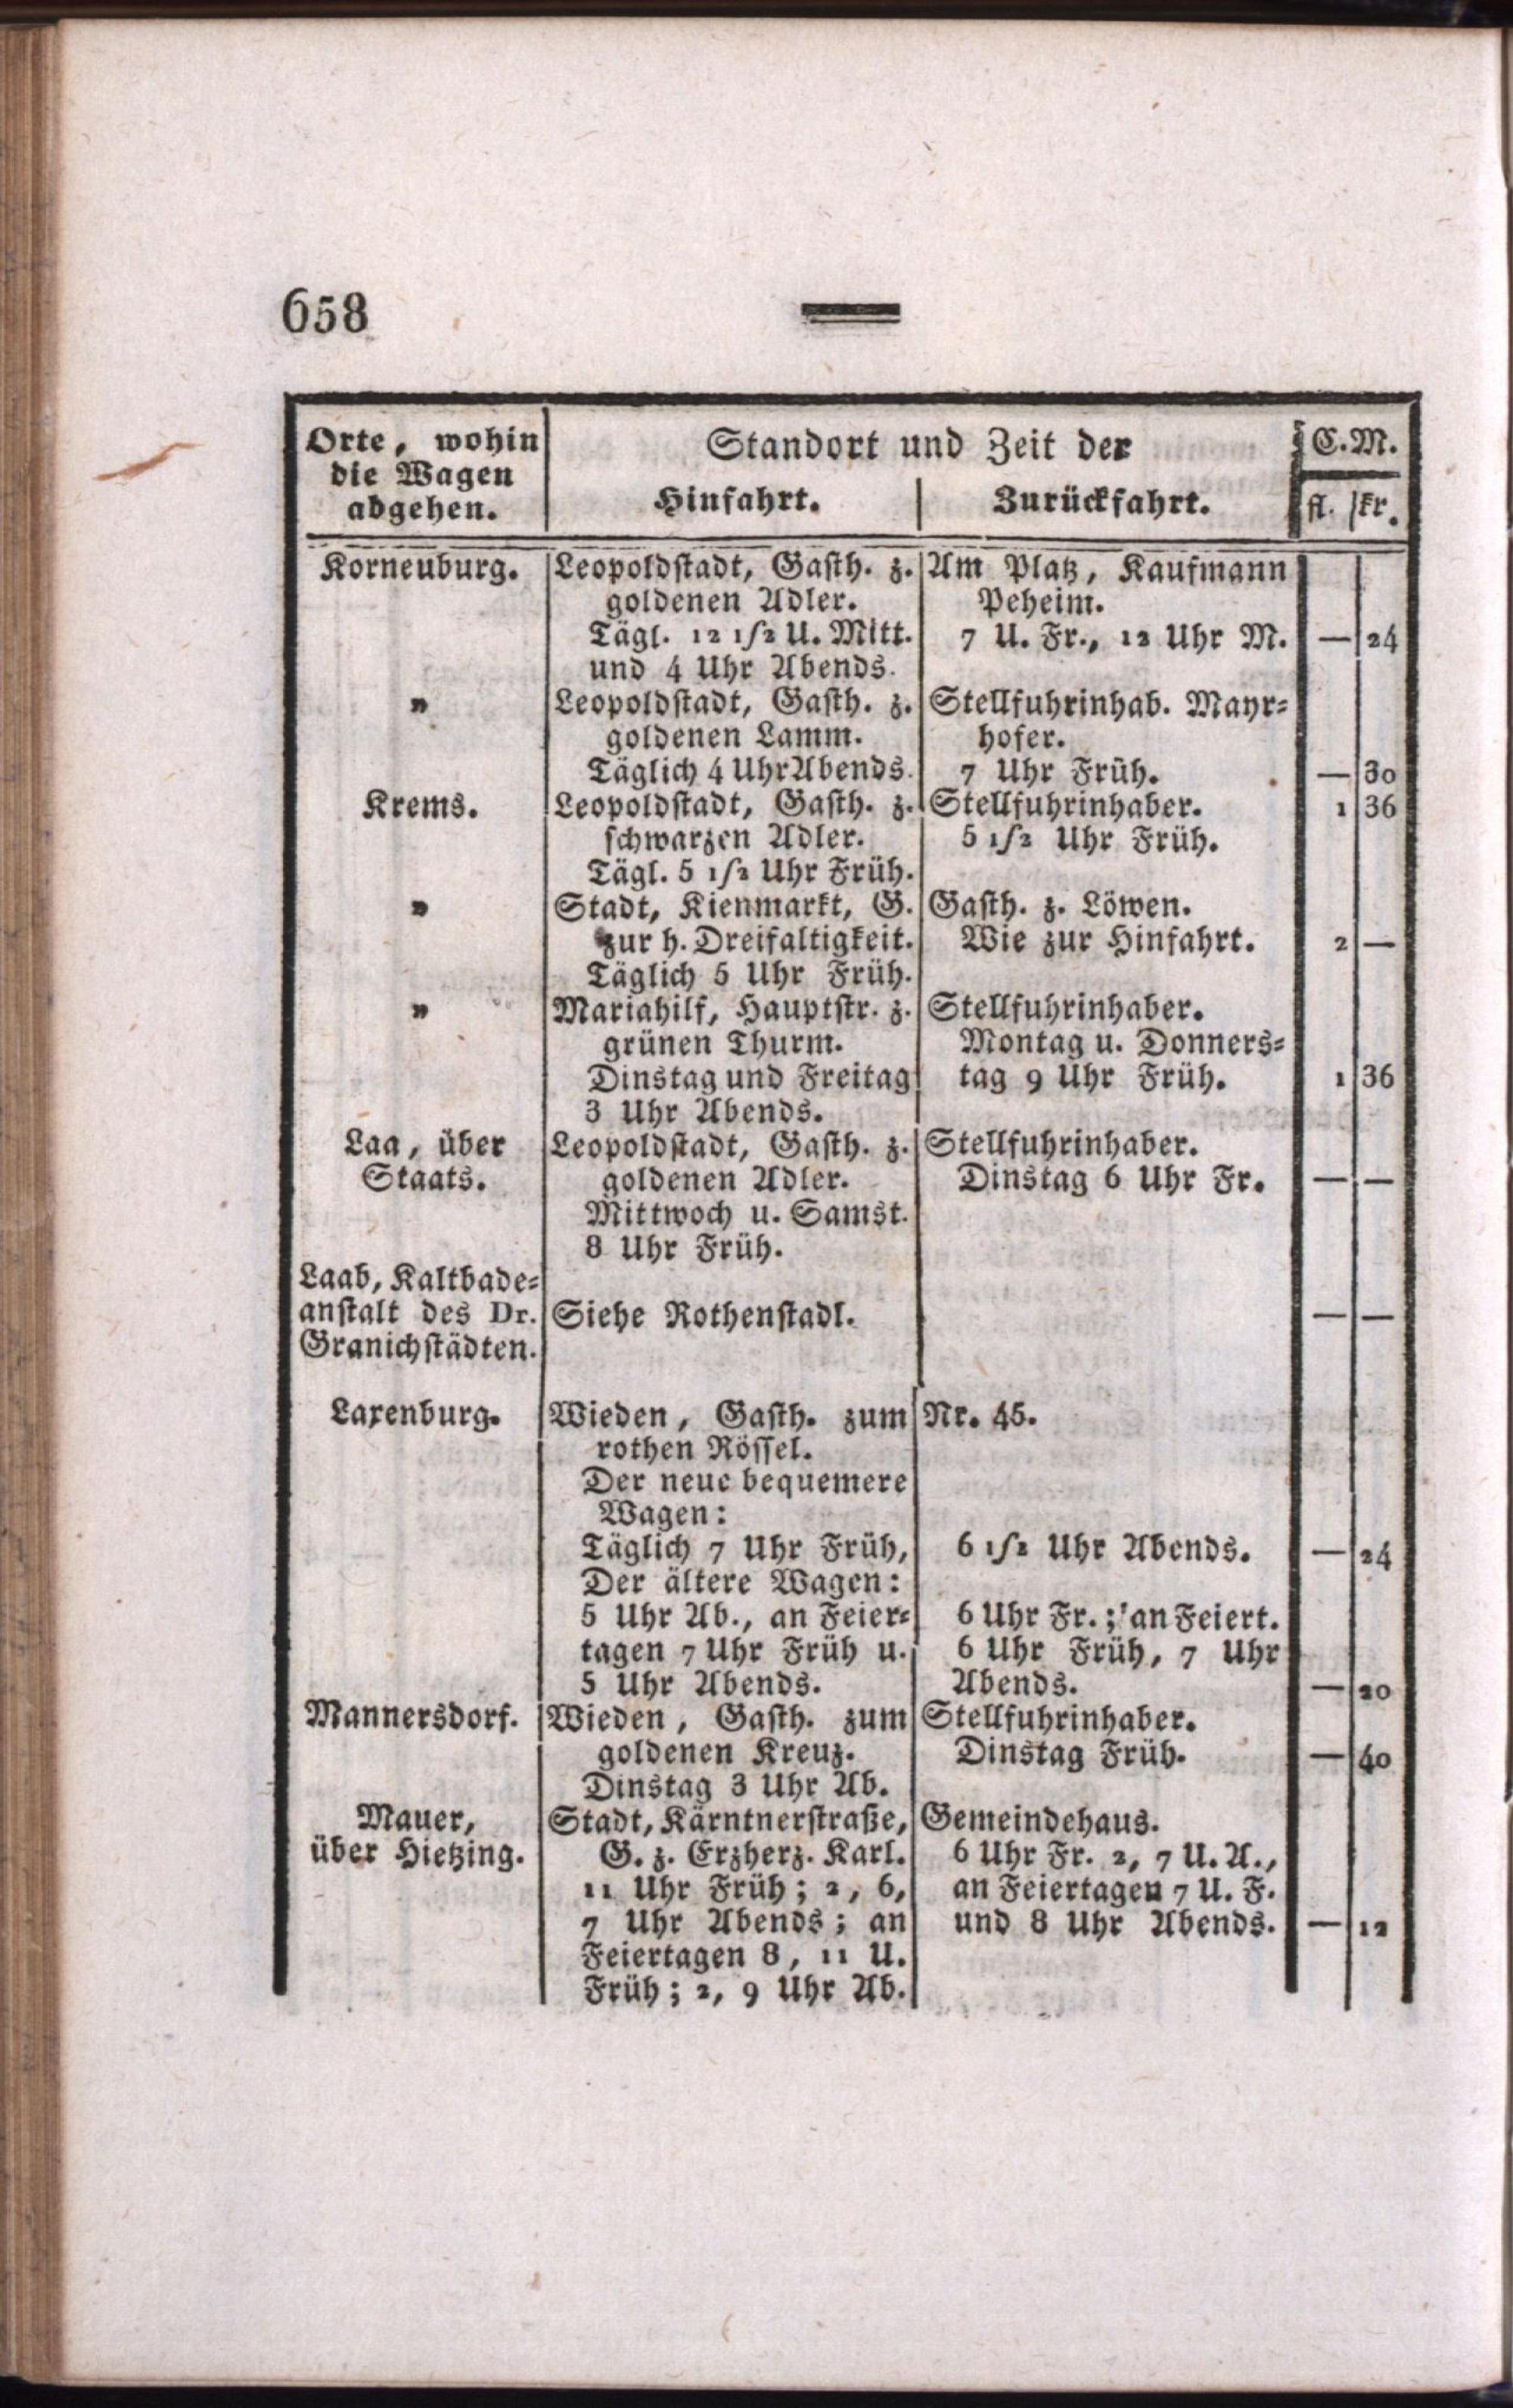 658
Orte, wohin die Wagen abgehen. | Standort und Zeit der | C.M.
Hinfahrt. | Zurückfahrt. | fl. | kr.
Korneuburg. | Leopoldstadt, Gasth. z. | Am Platz, Kaufmann
goldenen Adler. | Peheim.
Tägl. 12 1/2 U. Mitt. | 7 U. Fr., 12 Uhr M. | — | 24
und 4 Uhr Abends.
" | Leopoldstadt, Gasth. z. | Stellfuhrinhab. Mayr=
goldenen Lamm. | hofer.
Täglich 4 Uhr Abends. | 7 Uhr Früh. | — | 30
Krems. | Leopoldstadt, Gasth. z. | Stellfuhrinhaber. | 1 | 36
schwarzen Adler. | 5 1/2 Uhr Früh.
Tägl. 5 1/2 Uhr Früh.
" | Stadt, Kienmarkt, G. | Gasth. z. Löwen.
zur h. Dreifaltigkeit. | Wie zur Hinfahrt. | 2 | —
Täglich 5 Uhr Früh.
" | Mariahilf, Hauptstr. z. | Stellfuhrinhaber.
grünen Thurm. | Montag u. Donners=
Dinstag und Freitag | tag 9 Uhr Früh. | 1 | 36
3 Uhr Abends.
Laa, über | Leopoldstadt, Gasth. z. | Stellfuhrinhaber.
Staats. | goldenen Adler. | Dinstag 6 Uhr Fr. | — | —
Mittwoch u. Samst.
8 Uhr Früh.
Laab, Kaltbade=
anstalt des Dr. | Siehe Rothenstadl. | — | —
Granichstädten.
Laxenburg. | Wieden, Gasth. zum | Nr. 45.
rothen Rössel.
Der neue bequemere
Wagen:
Täglich 7 Uhr Früh, | 6 1/2 Uhr Abends. | — | 24
Der ältere Wagen:
5 Uhr Ab., an Feier= | 6 Uhr Fr.; an Feiert.
tagen 7 Uhr Früh u. | 6 Uhr Früh, 7 Uhr
5 Uhr Abends. | Abends. | — | 20
Mannersdorf. | Wieden, Gasth. zum | Stellfuhrinhaber.
goldenen Kreuz. | Dinstag Früh. | — | 40
Dinstag 3 Uhr Ab.
Mauer, | Stadt, Kärntnerstraße, | Gemeindehaus.
über Hietzing. | G. z. Erzherz. Karl. | 6 Uhr Fr. 2, 7 U. A.,
11 Uhr Früh; 2, 6, | an Feiertagen 7 U. F.
7 Uhr Abends; an | und 8 Uhr Abends. | — | 12
Feiertagen 8, 11 U.
Früh; 2, 9 Uhr Ab.